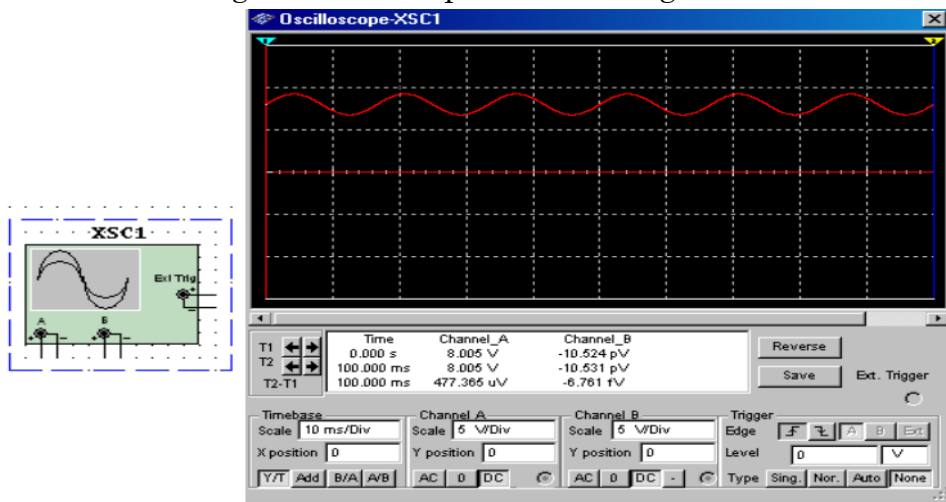 Oscilloscope-XSC1
XSC1
Ext Trig
A B
Time Channel_A Channel_B
T1 0.000 s 8.005 V -10.524 pV
T2 100.000 ms 8.005 V -10.531 pV
T2-T1 100.000 ms 477.365 uV -6.761 fV
Reverse
Save
Ext. Trigger
Timebase
Scale 10 ms/Div
X position 0
Y/T Add B/A A/B
Channel A
Scale 5 V/Div
Y position 0
AC 0 DC
Channel B
Scale 5 V/Div
Y position 0
AC 0 DC -
Trigger
Edge A B Ext
Level 0 V
Type Sing. Nor. Auto None